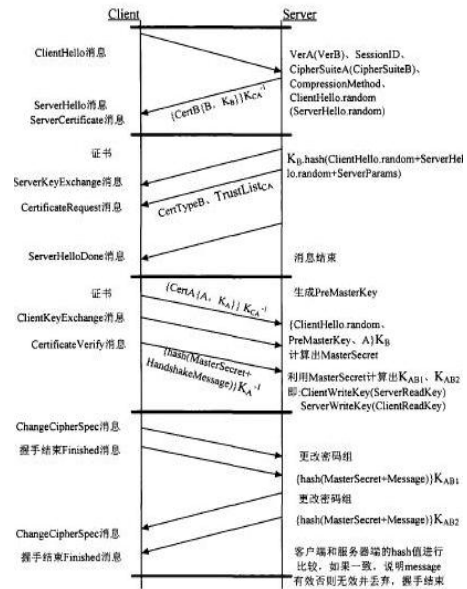 Client Server
ClientHello消息
VerA(VerB)、SessionID、
CipherSuiteA(CipherSuiteB)、
CompressionMethod、
ClientHello.random
(ServerHello.random)
ServerHello消息
ServerCertificate消息
{CertB{B、K_B}}K_CA⁻¹
证书
K_B.hash(ClientHello.random+ServerHel
lo.random+ServerParams)
ServerKeyExchange消息
CertificateRequest消息
CertTypeB、TrustList_CA
ServerHelloDone消息
消息结束
证书
{CertA{A、K_A}}K_CA⁻¹
生成PreMasterKey
ClientKeyExchange消息
{ClientHello.random、
PreMasterKey、A}K_B
计算出MasterSecret
CertificateVerify消息
{hash(MasterSecret+
HandshakeMessage)}K_A⁻¹
利用MasterSecret计算出K_AB1、K_AB2
即:ClientWriteKey(ServerReadKey)
ServerWriteKey(ClientReadKey)
ChangeCipherSpec消息
更改密码组
握手结束Finished消息
{hash(MasterSecret+Message)}K_AB1
更改密码组
ChangeCipherSpec消息
{hash(MasterSecret+Message)}K_AB2
握手结束Finished消息
客户端和服务器端的hash值进行
比较，如果一致，说明message
有效否则无效并丢弃，握手结束